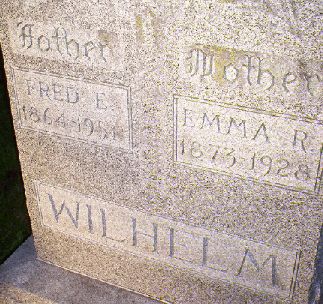 Father
FRED E.
Mother
EMMA R.
1873-1928
WILHELM